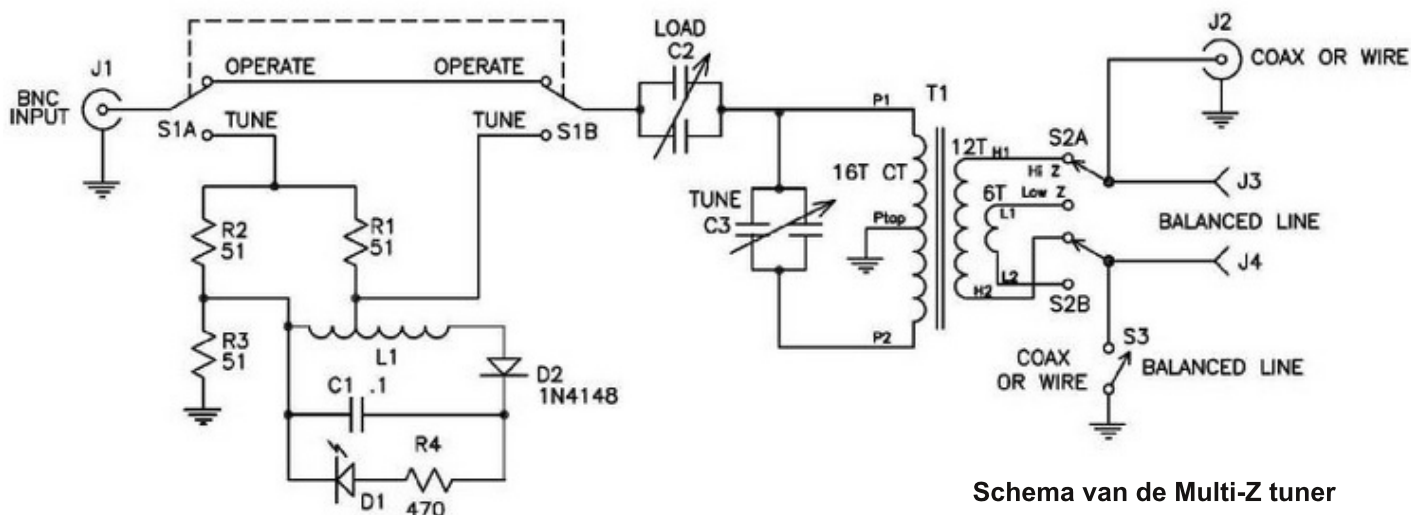 J1
BNC
INPUT
OPERATE
OPERATE
S1A
TUNE
TUNE
S1B
LOAD
C2
R2
51
R1
51
R3
51
L1
C1 .1
D2
1N4148
D1
R4
470
TUNE
C3
P1
T1
16T CT
Ptap
P2
12T
H1
Hi Z
6T
Low Z
L1
L2
H2
S2A
S2B
J2
COAX OR WIRE
J3
BALANCED LINE
J4
S3
COAX
OR WIRE
BALANCED LINE
Schema van de Multi-Z tuner